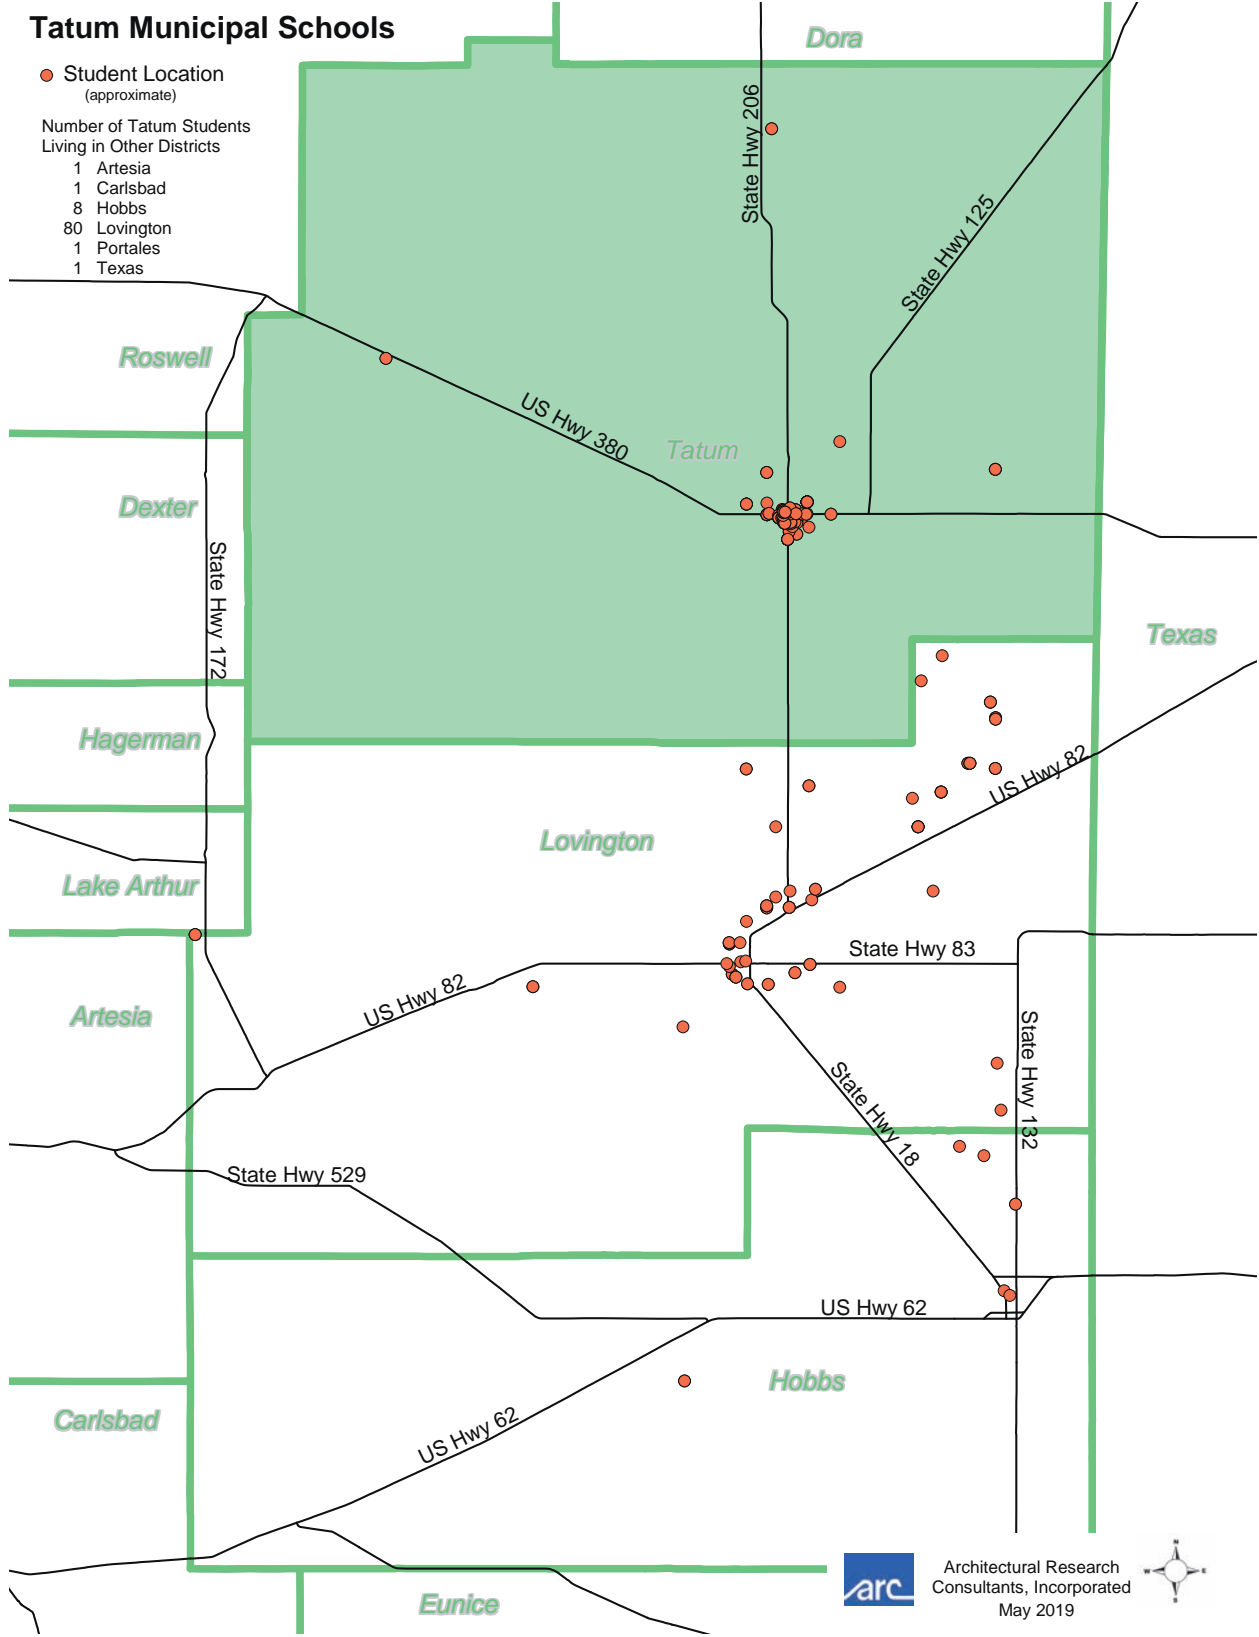 Tatum Municipal Schools
Student Location
(approximate)
Number of Tatum Students
Living in Other Districts
1 Artesia
1 Carlsbad
8 Hobbs
80 Lovington
1 Portales
1 Texas
Dora
State Hwy 206
State Hwy 125
Roswell
US Hwy 380
Tatum
Dexter
State Hwy 172
Texas
Hagerman
US Hwy 82
Lovington
Lake Arthur
State Hwy 83
US Hwy 82
Artesia
State Hwy 132
State Hwy 18
State Hwy 529
US Hwy 62
Hobbs
Carlsbad
US Hwy 62
Eunice
arc
Architectural Research
Consultants, Incorporated
May 2019
N
W
E
S